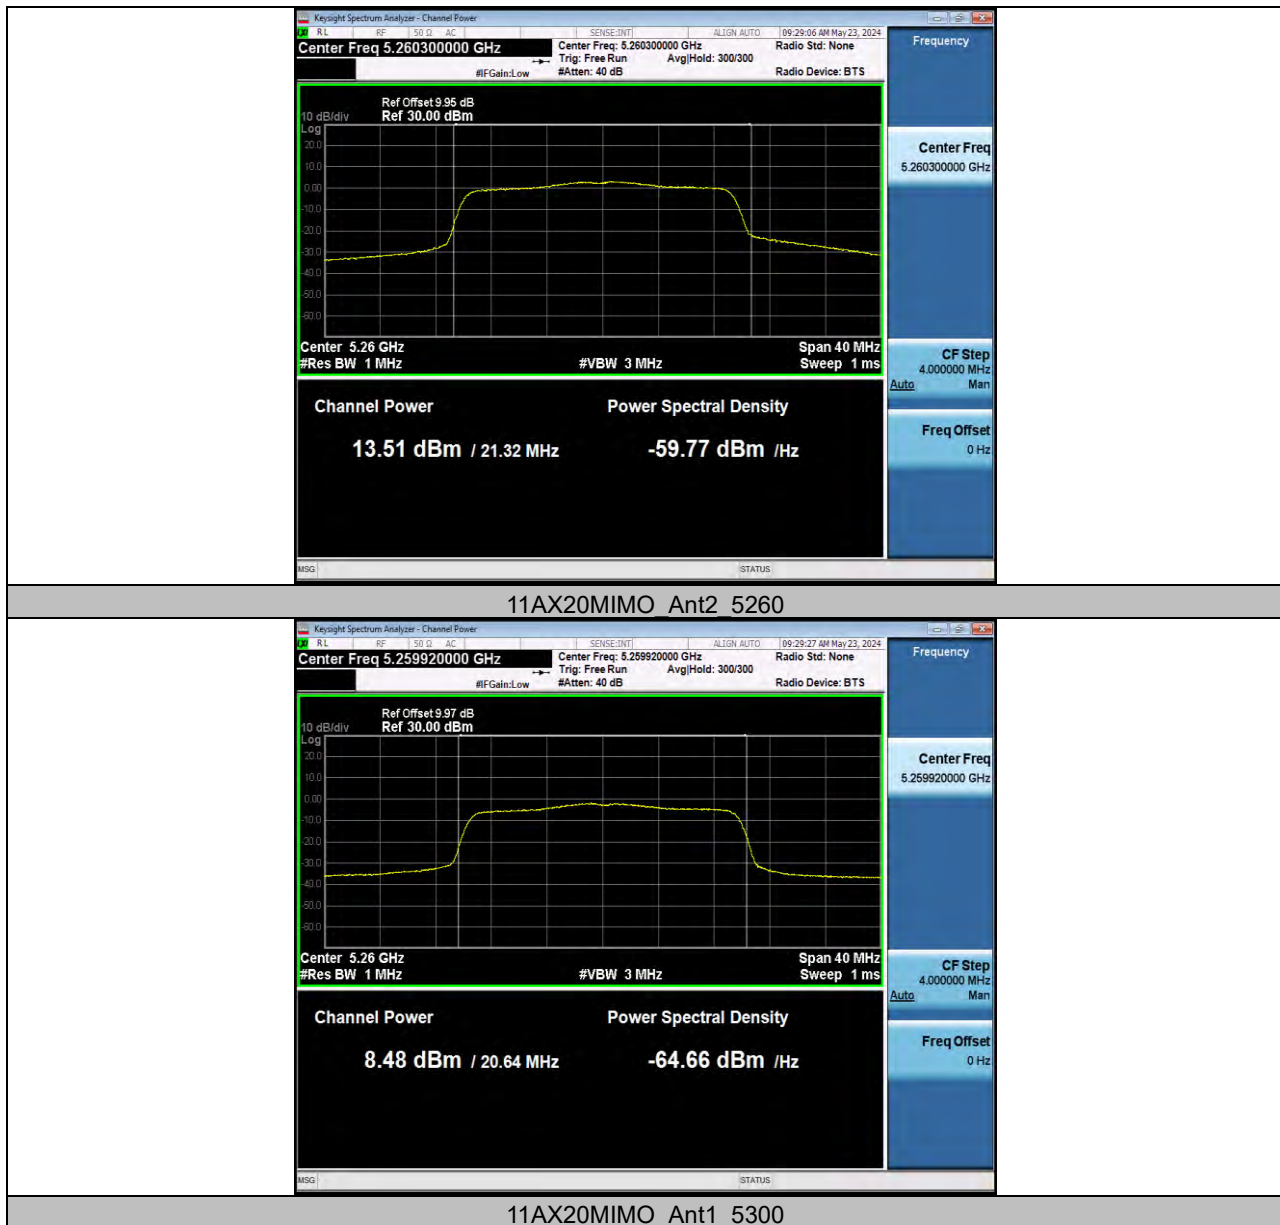 Keysight Spectrum Analyzer - Channel Power
RL RF 50 Ω AC SENSE:INT ALIGN AUTO 09:29:06 AM May 23, 2024
Center Freq 5.260300000 GHz
Center Freq: 5.260300000 GHz
Radio Std: None
Trig: Free Run Avg|Hold: 300/300
#IFGain:Low #Atten: 40 dB Radio Device: BTS
Frequency
Ref Offset 9.95 dB
10 dB/div Ref 30.00 dBm
Log
20.0
10.0
0.00
-10.0
-20.0
-30.0
-40.0
-50.0
-60.0
Center 5.26 GHz Span 40 MHz
#Res BW 1 MHz #VBW 3 MHz Sweep 1 ms
Center Freq
5.260300000 GHz
CF Step
4.000000 MHz
Auto Man
Freq Offset
0 Hz
Channel Power Power Spectral Density
13.51 dBm / 21.32 MHz -59.77 dBm /Hz
MSG STATUS
11AX20MIMO_Ant2_5260
Keysight Spectrum Analyzer - Channel Power
RL RF 50 Ω AC SENSE:INT ALIGN AUTO 09:29:27 AM May 23, 2024
Center Freq 5.259920000 GHz
Center Freq: 5.259920000 GHz
Radio Std: None
Trig: Free Run Avg|Hold: 300/300
#IFGain:Low #Atten: 40 dB Radio Device: BTS
Frequency
Ref Offset 9.97 dB
10 dB/div Ref 30.00 dBm
Log
20.0
10.0
0.00
-10.0
-20.0
-30.0
-40.0
-50.0
-60.0
Center 5.26 GHz Span 40 MHz
#Res BW 1 MHz #VBW 3 MHz Sweep 1 ms
Center Freq
5.259920000 GHz
CF Step
4.000000 MHz
Auto Man
Freq Offset
0 Hz
Channel Power Power Spectral Density
8.48 dBm / 20.64 MHz -64.66 dBm /Hz
MSG STATUS
11AX20MIMO_Ant1_5300